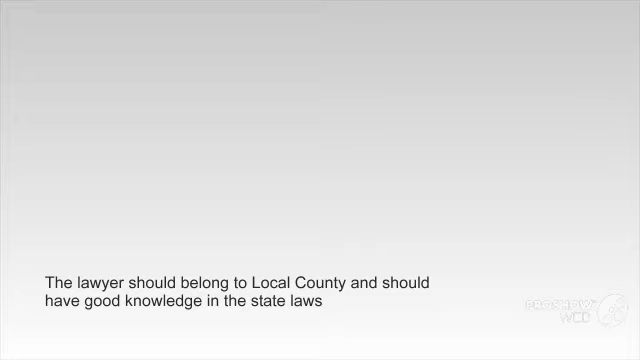 The lawyer should belong to Local County and should
have good knowledge in the state laws
PROSHOW
WEB